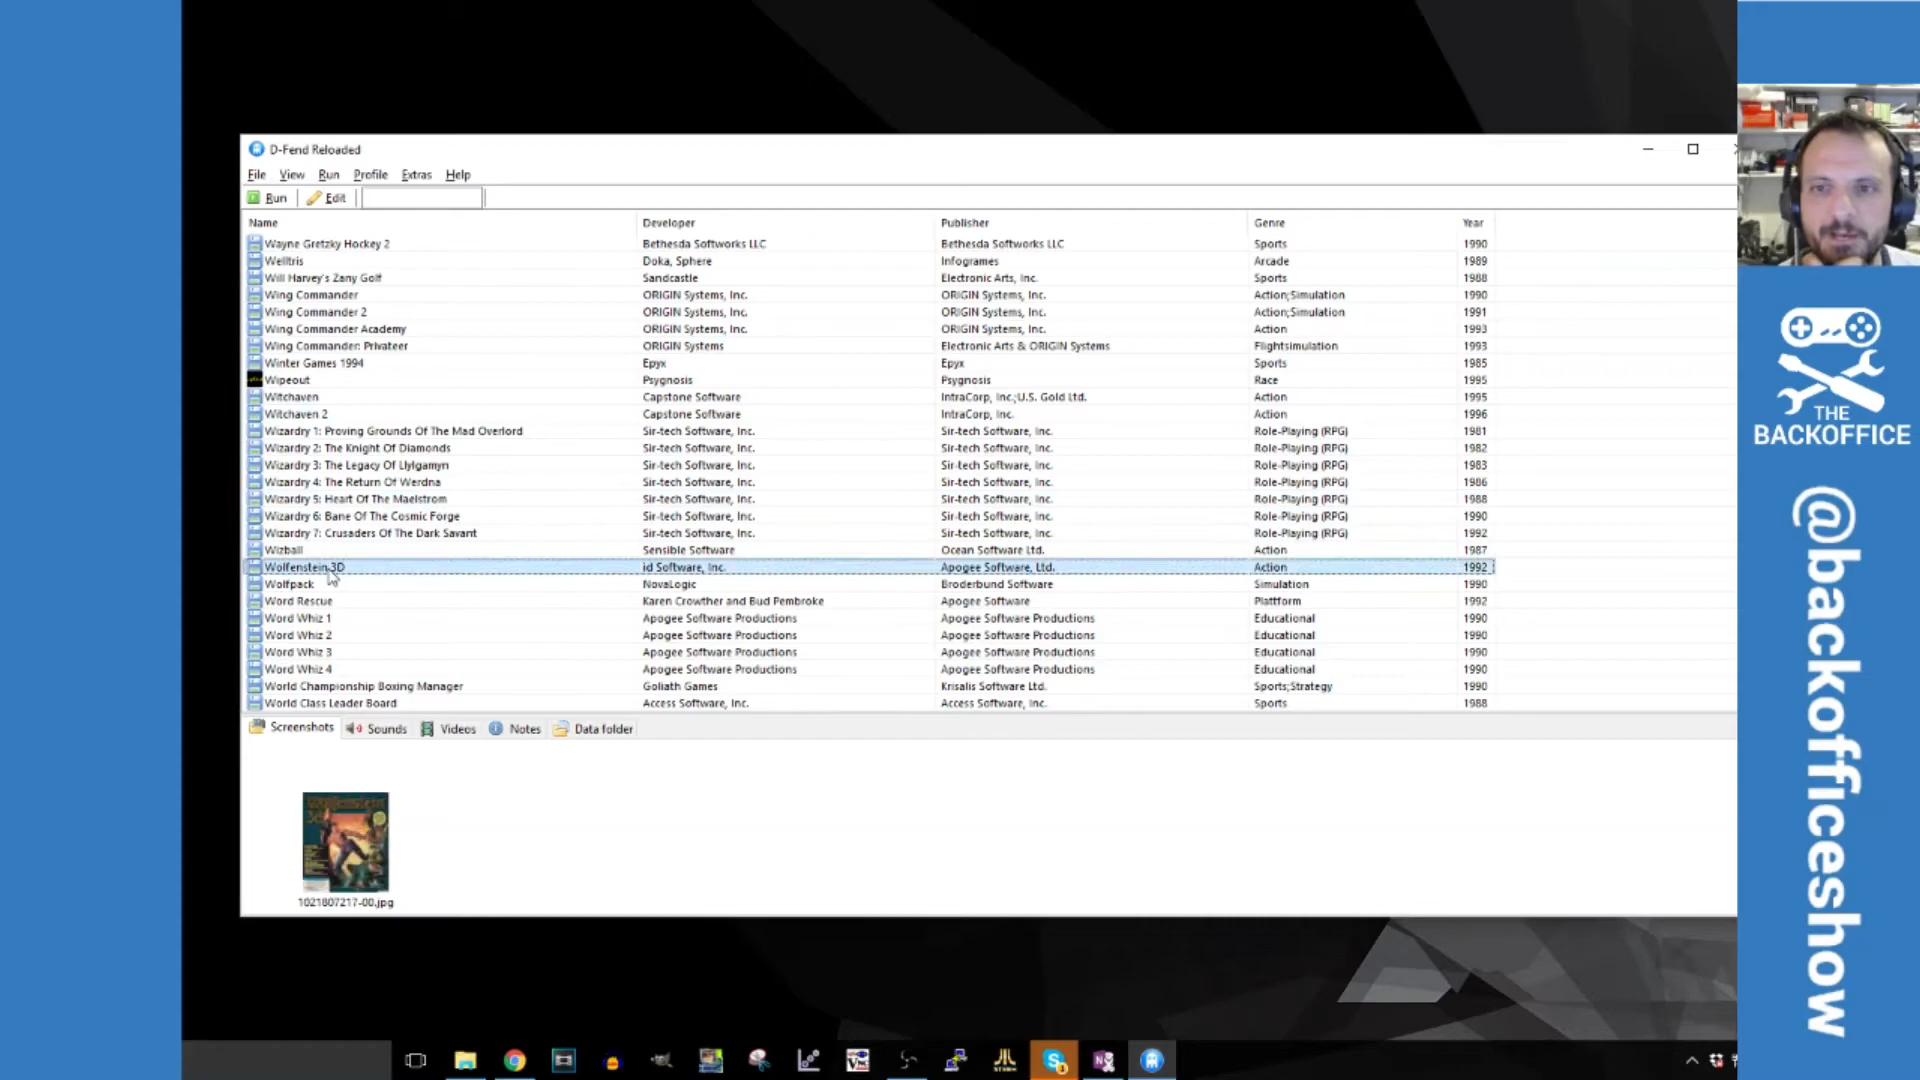 D-Fend Reloaded
File View Run Profile Extras Help
Run Edit
Name Developer Publisher Genre Year
Wayne Gretzky Hockey 2 Bethesda Softworks LLC Bethesda Softworks LLC Sports 1990
Welltris Doka, Sphere Infogrames Arcade 1989
Will Harvey's Zany Golf Sandcastle Electronic Arts, Inc. Sports 1988
Wing Commander ORIGIN Systems, Inc. ORIGIN Systems, Inc. Action;Simulation 1990
Wing Commander 2 ORIGIN Systems, Inc. ORIGIN Systems, Inc. Action;Simulation 1991
Wing Commander Academy ORIGIN Systems, Inc. ORIGIN Systems, Inc. Action 1993
Wing Commander: Privateer ORIGIN Systems Electronic Arts & ORIGIN Systems Flightsimulation 1993
Winter Games 1994 Epyx Epyx Sports 1985
Wipeout Psygnosis Psygnosis Race 1995
Witchaven Capstone Software IntraCorp, Inc.;U.S. Gold Ltd. Action 1995
Witchaven 2 Capstone Software IntraCorp, Inc. Action 1996
Wizardry 1: Proving Grounds Of The Mad Overlord Sir-tech Software, Inc. Sir-tech Software, Inc. Role-Playing (RPG) 1981
Wizardry 2: The Knight Of Diamonds Sir-tech Software, Inc. Sir-tech Software, Inc. Role-Playing (RPG) 1982
Wizardry 3: The Legacy Of Llylgamyn Sir-tech Software, Inc. Sir-tech Software, Inc. Role-Playing (RPG) 1983
Wizardry 4: The Return Of Werdna Sir-tech Software, Inc. Sir-tech Software, Inc. Role-Playing (RPG) 1986
Wizardry 5: Heart Of The Maelstrom Sir-tech Software, Inc. Sir-tech Software, Inc. Role-Playing (RPG) 1988
Wizardry 6: Bane Of The Cosmic Forge Sir-tech Software, Inc. Sir-tech Software, Inc. Role-Playing (RPG) 1990
Wizardry 7: Crusaders Of The Dark Savant Sir-tech Software, Inc. Sir-tech Software, Inc. Role-Playing (RPG) 1992
Wizball Sensible Software Ocean Software Ltd. Action 1987
Wolfenstein 3D id Software, Inc. Apogee Software, Ltd. Action 1992
Wolfpack NovaLogic Broderbund Software Simulation 1990
Word Rescue Karen Crowther and Bud Pembroke Apogee Software Plattform 1992
Word Whiz 1 Apogee Software Productions Apogee Software Productions Educational 1990
Word Whiz 2 Apogee Software Productions Apogee Software Productions Educational 1990
Word Whiz 3 Apogee Software Productions Apogee Software Productions Educational 1990
Word Whiz 4 Apogee Software Productions Apogee Software Productions Educational 1990
World Championship Boxing Manager Goliath Games Krisalis Software Ltd. Sports;Strategy 1990
World Class Leader Board Access Software, Inc. Access Software, Inc. Sports 1988
Screenshots Sounds Videos Notes Data folder
1021807217-00.jpg
THE
BACKOFFICE
@backofficeshow